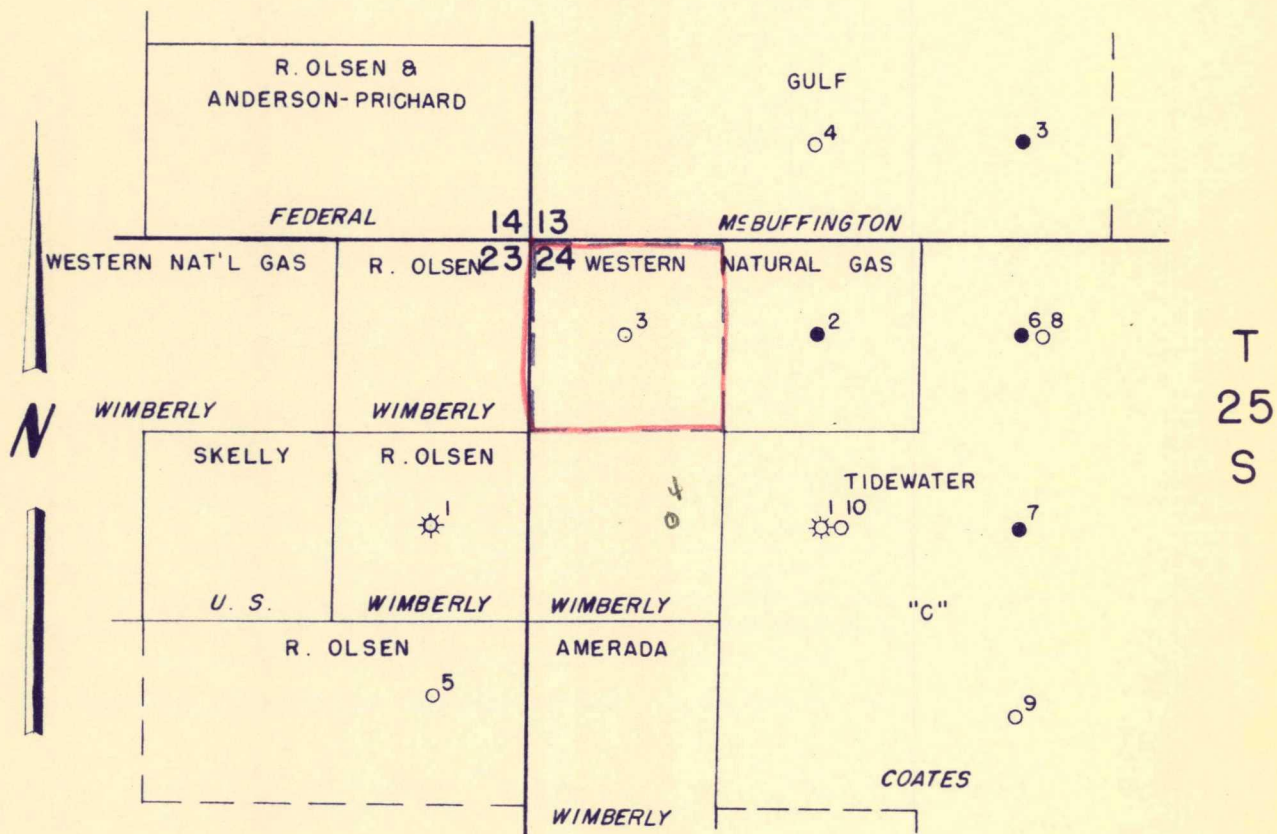 R. OLSEN &
ANDERSON-PRICHARD
GULF
4
3
FEDERAL
14
13
McBUFFINGTON
WESTERN NAT'L GAS
R. OLSEN
23
24
WESTERN NATURAL GAS
3
2
6
8
WIMBERLY
WIMBERLY
N
T
25
S
SKELLY
R. OLSEN
TIDEWATER
1
4
1
10
7
U. S.
WIMBERLY
WIMBERLY
"C"
R. OLSEN
AMERADA
5
9
COATES
WIMBERLY